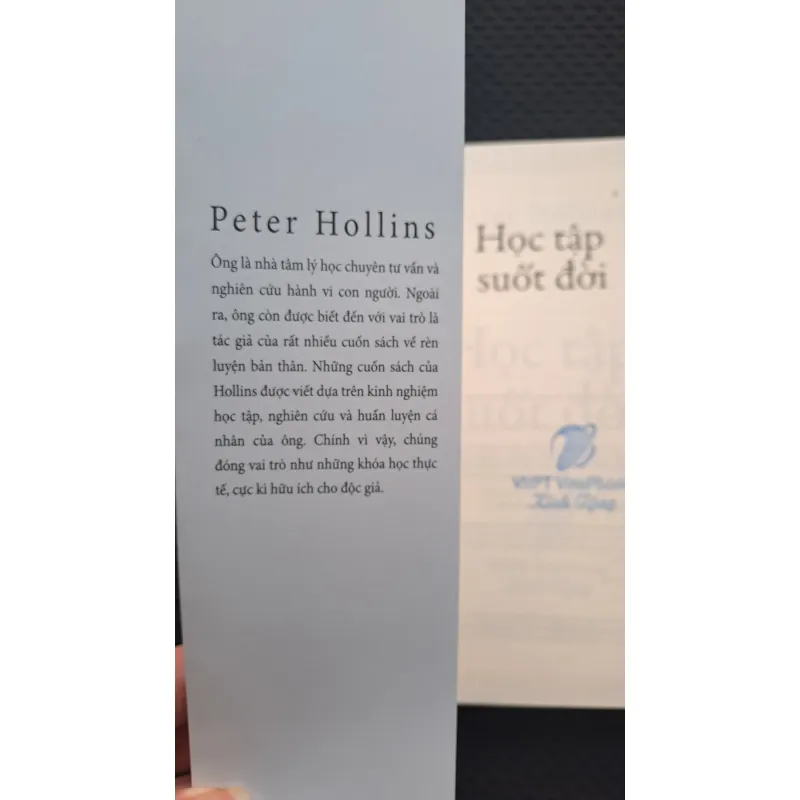 Peter Hollins
Ông là nhà tâm lý học chuyên tư vấn và
nghiên cứu hành vi con người. Ngoài
ra, ông còn được biết đến với vai trò là
tác giả của rất nhiều cuốn sách về rèn
luyện bản thân. Những cuốn sách của
Hollins được viết dựa trên kinh nghiệm
học tập, nghiên cứu và huấn luyện cá
nhân của ông. Chính vì vậy, chúng
đóng vai trò như những khóa học thực
tế, cực kì hữu ích cho độc giả.
Học tập
suốt đời
VNPT VinaPhone
Kính tặng